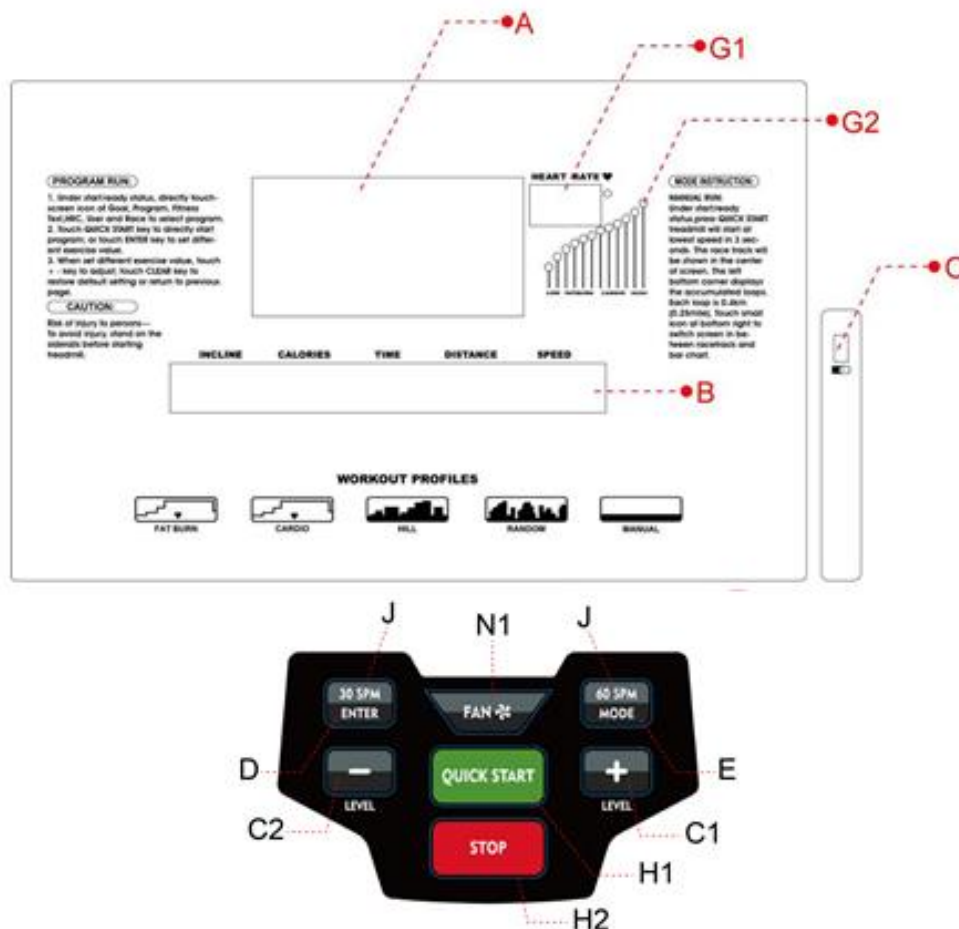 A
G1
G2
PROGRAM RUN:
1. Under start/ready status, directly touch-
screen icon of Goal, Program, Fitness
Test,HRC, User and Race to select program.
2. Touch QUICK START key to directly start
program; or touch ENTER key to set differ-
ent exercise value.
3. When set different exercise value, touch
+ - key to adjust; touch CLEAR key to
restore default setting or return to previous
page.
CAUTION:
Risk of injury to persons—
To avoid injury, stand on the
siderails before starting
treadmill.
HEART RATE
MODE INSTRUCTION:
MANUAL RUN:
Under start/ready
status,press QUICK START
treadmill will start at
lowest speed in 3 sec-
onds. The race track will
be shown in the center
of screen. The left
bottom corner displays
the accumulated loops.
Each loop is 0.4km
(0.25mile), Touch small
icon at bottom right to
switch screen in be-
tween racetrack and
bar chart.
INCLINE CALORIES TIME DISTANCE SPEED
B
WORKOUT PROFILES
FAT BURN CARDIO HILL RANDOM MANUAL
J
N1
J
30 SPM
ENTER
FAN
60 SPM
MODE
D
E
QUICK START
LEVEL
LEVEL
C2
C1
STOP
H1
H2